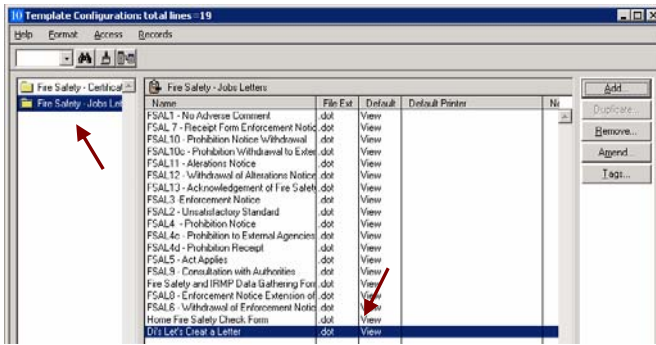 Template Configuration: total lines=19
Help Format Access Records
Fire Safety - Certificat
Fire Safety - Jobs Let
Fire Safety - Jobs Letters
Name File Ext Default Default Printer
FSAL1 - No Adverse Comment .dot View
FSAL 7 - Receipt Form Enforcement Notic .dot View
FSAL10 - Prohibition Notice Withdrawal .dot View
FSAL10c - Prohibition Withdrawal to Exter .dot View
FSAL11 - Alerations Notice .dot View
FSAL12 - Withdrawal of Alterations Notice .dot View
FSAL13 - Acknowledgement of Fire Safet .dot View
FSAL3 -Enforcement Notice .dot View
FSAL2 - Unsatisfactory Standard .dot View
FSAL4 - Prohibition Notice .dot View
FSAL4c - Prohibition to External Agencies .dot View
FSAL4d - Prohibition Receipt .dot View
FSAL5 - Act Applies .dot View
FSAL9 - Consultation with Authorities .dot View
Fire Safety and IRMP Data Gathering For .dot View
FSAL8 - Enforcement Notice Extension of .dot View
FSAL6 - Withdrawal of Enforcement Notic .dot View
Home Fire Safety Check Form .dot View
Di's Let's Creat a Letter .dot View
Add...
Duplicate...
Remove...
Amend...
Tags...